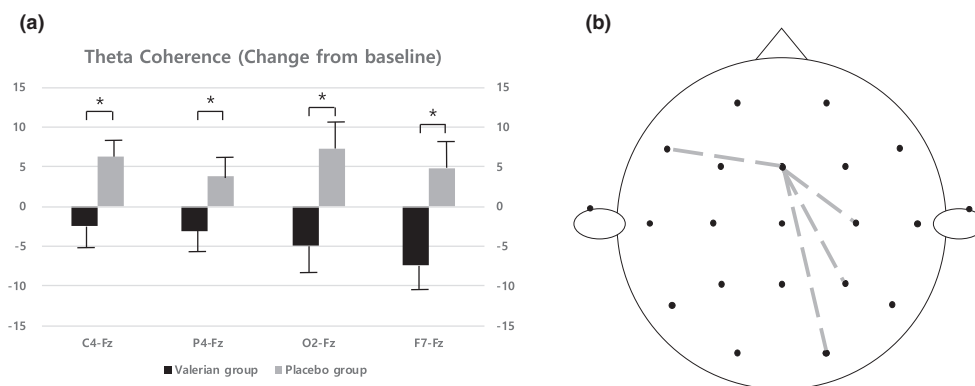 (a)
Theta Coherence (Change from baseline)
15 * * * * 15
10 10
5 5
0 0
-5 -5
-10 -10
-15 -15
C4-Fz P4-Fz O2-Fz F7-Fz
Valerian group Placebo group
(b)